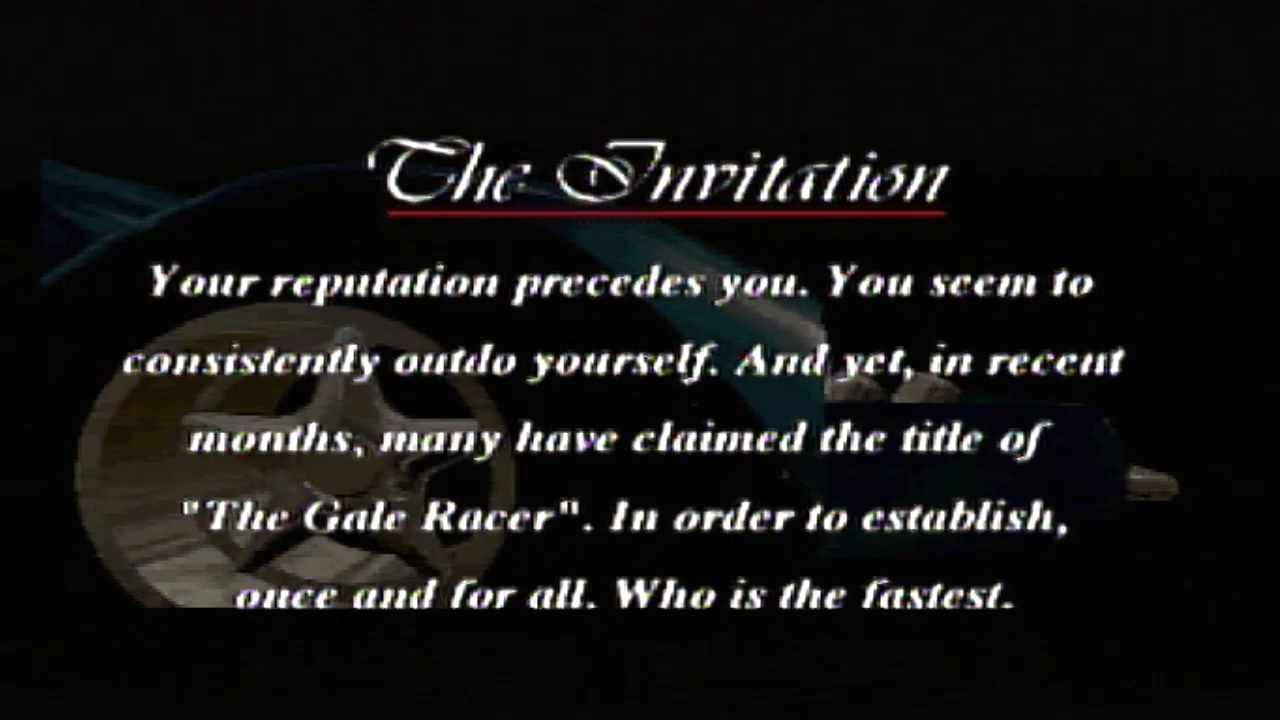 The Invitation
Your reputation precedes you. You seem to
consistently outdo yourself. And yet, in recent
months, many have claimed the title of
"The Gale Racer". In order to establish,
once and for all. Who is the fastest.